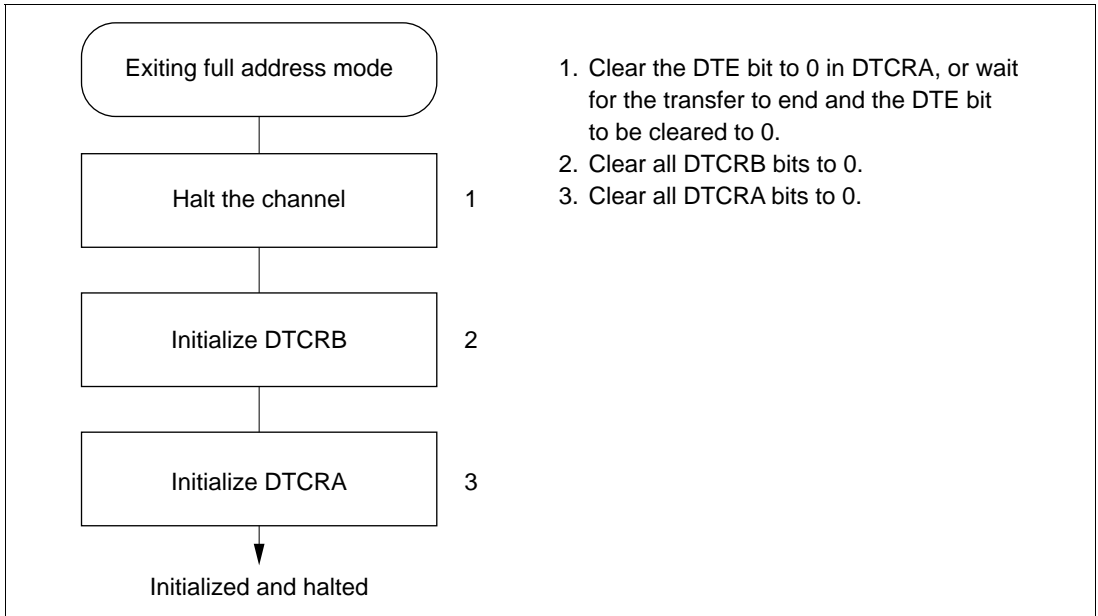 Exiting full address mode
Halt the channel
1
Initialize DTCRB
2
Initialize DTCRA
3
Initialized and halted
1. Clear the DTE bit to 0 in DTCRA, or wait
for the transfer to end and the DTE bit
to be cleared to 0.
2. Clear all DTCRB bits to 0.
3. Clear all DTCRA bits to 0.